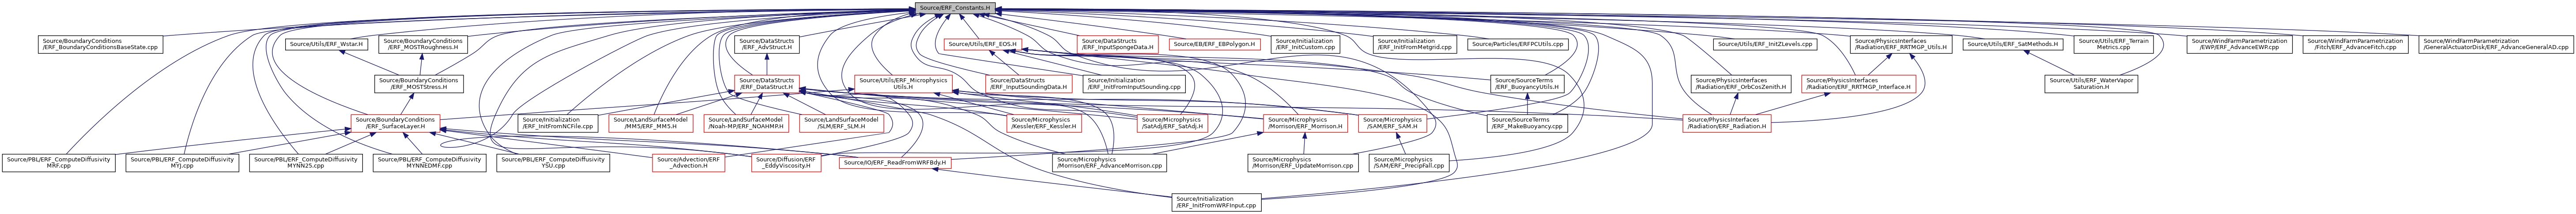 Source/ERF_Constants.H
Source/BoundaryConditions
/ERF_BoundaryConditionsBaseState.cpp
Source/Utils/ERF_Wstar.H
Source/BoundaryConditions
/ERF_MOSTRoughness.H
Source/DataStructs
/ERF_AdvStruct.H
Source/Utils/ERF_EOS.H
Source/DataStructs
/ERF_InputSpongeData.H
Source/EB/ERF_EBPolygon.H
Source/Initialization
/ERF_InitCustom.cpp
Source/Initialization
/ERF_InitFromMetgrid.cpp
Source/Particles/ERFPCUtils.cpp
Source/Utils/ERF_InitZLevels.cpp
Source/PhysicsInterfaces
/Radiation/ERF_RRTMGP_Utils.H
Source/Utils/ERF_SatMethods.H
Source/Utils/ERF_Terrain
Metrics.cpp
Source/WindFarmParametrization
/EWP/ERF_AdvanceEWP.cpp
Source/WindFarmParametrization
/Fitch/ERF_AdvanceFitch.cpp
Source/WindFarmParametrization
/GeneralActuatorDisk/ERF_AdvanceGeneralAD.cpp
Source/BoundaryConditions
/ERF_MOSTStress.H
Source/DataStructs
/ERF_DataStruct.H
Source/Utils/ERF_Microphysics
Utils.H
Source/DataStructs
/ERF_InputSoundingData.H
Source/Initialization
/ERF_InitFromInputSounding.cpp
Source/SourceTerms
/ERF_BuoyancyUtils.H
Source/PhysicsInterfaces
/Radiation/ERF_OrbCosZenith.H
Source/PhysicsInterfaces
/Radiation/ERF_RRTMGP_Interface.H
Source/Utils/ERF_WaterVapor
Saturation.H
Source/BoundaryConditions
/ERF_SurfaceLayer.H
Source/Initialization
/ERF_InitFromNCFile.cpp
Source/LandSurfaceModel
/MM5/ERF_MM5.H
Source/LandSurfaceModel
/Noah-MP/ERF_NOAHMP.H
Source/LandSurfaceModel
/SLM/ERF_SLM.H
Source/Microphysics
/Kessler/ERF_Kessler.H
Source/Microphysics
/SatAdj/ERF_SatAdj.H
Source/Microphysics
/Morrison/ERF_Morrison.H
Source/Microphysics
/SAM/ERF_SAM.H
Source/SourceTerms
/ERF_MakeBuoyancy.cpp
Source/PhysicsInterfaces
/Radiation/ERF_Radiation.H
Source/PBL/ERF_ComputeDiffusivity
MRF.cpp
Source/PBL/ERF_ComputeDiffusivity
MYJ.cpp
Source/PBL/ERF_ComputeDiffusivity
MYNN25.cpp
Source/PBL/ERF_ComputeDiffusivity
MYNNEDMF.cpp
Source/PBL/ERF_ComputeDiffusivity
YSU.cpp
Source/Advection/ERF
_Advection.H
Source/Diffusion/ERF
_EddyViscosity.H
Source/IO/ERF_ReadFromWRFBdy.H
Source/Microphysics
/Morrison/ERF_AdvanceMorrison.cpp
Source/Microphysics
/Morrison/ERF_UpdateMorrison.cpp
Source/Microphysics
/SAM/ERF_PrecipFall.cpp
Source/Initialization
/ERF_InitFromWRFInput.cpp